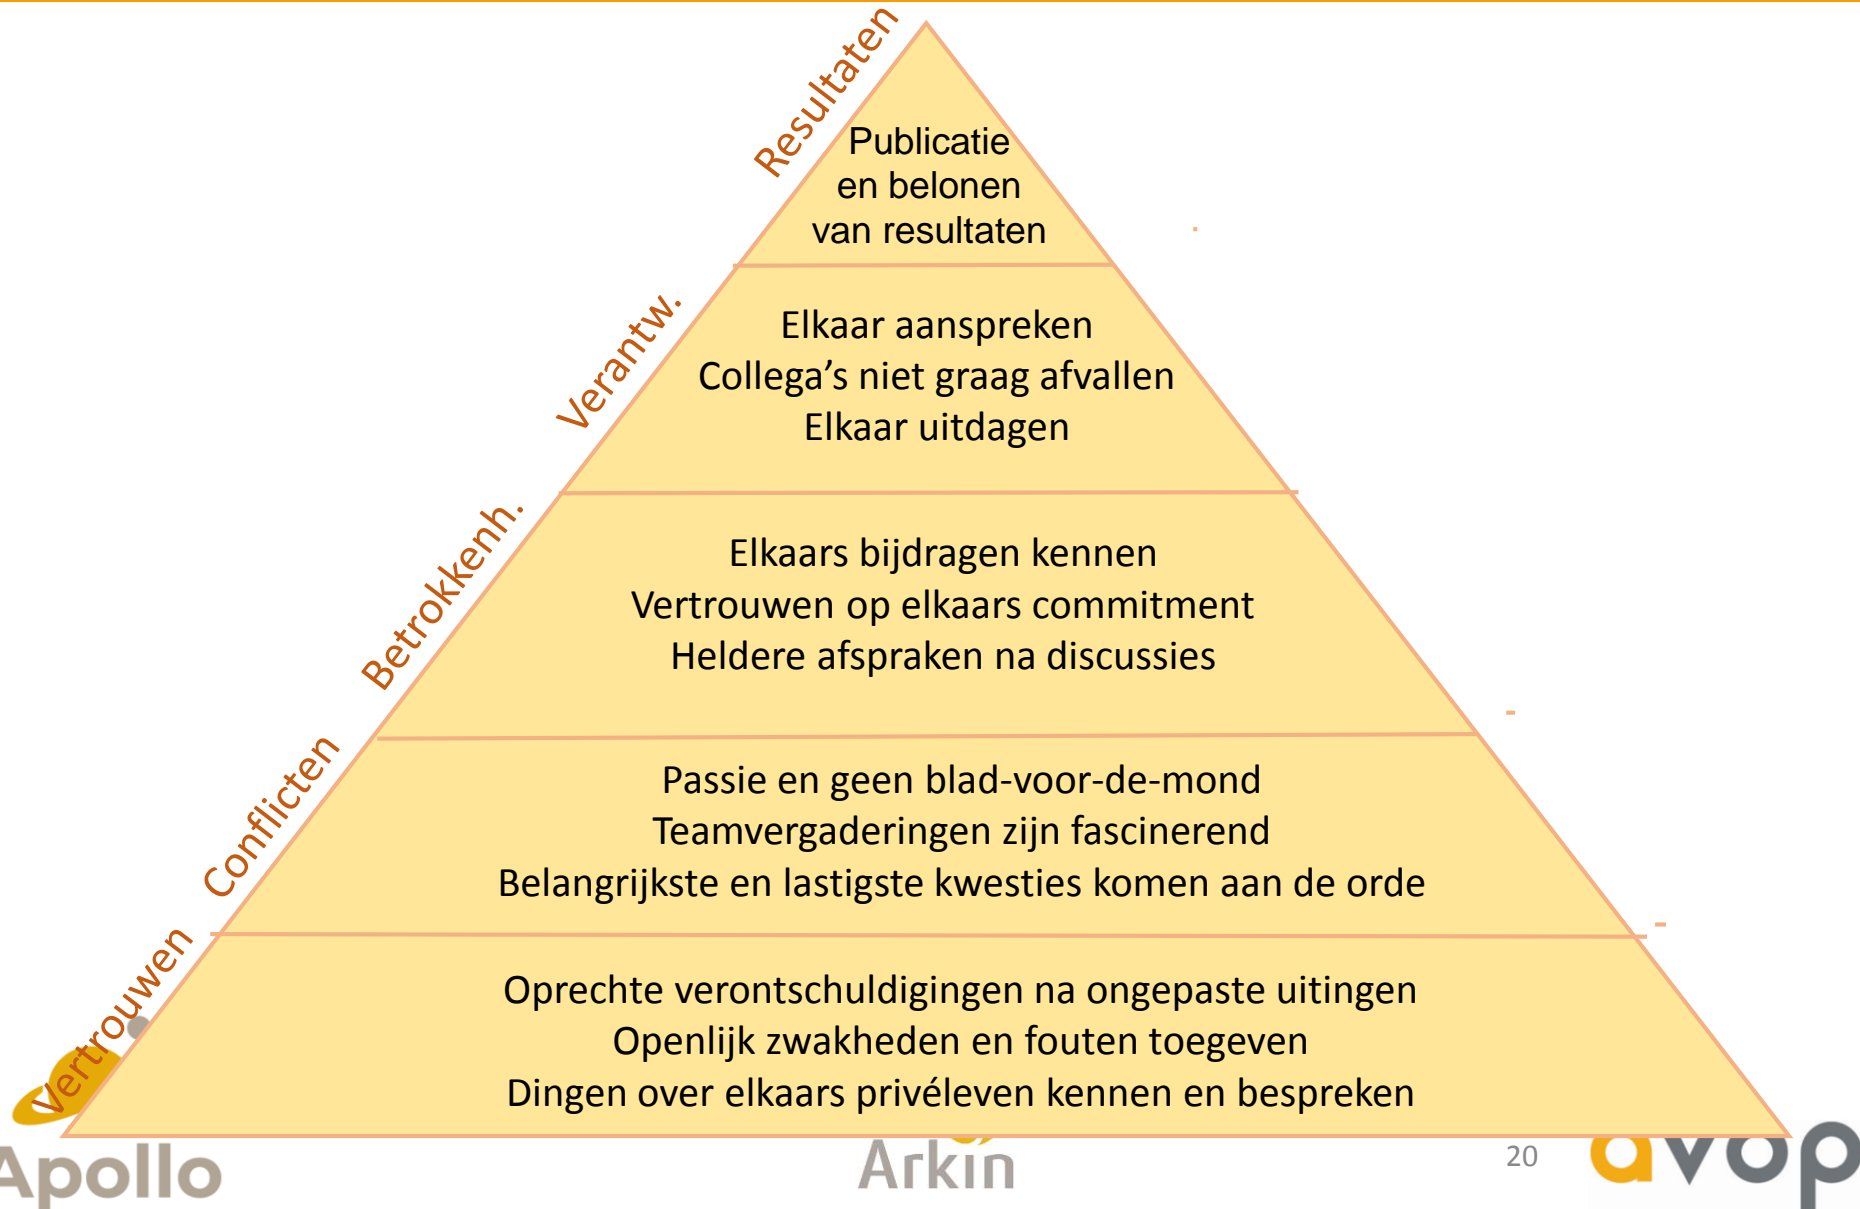 Resultaten
Publicatie
en belonen
van resultaten
Verantw.
Elkaar aanspreken
Collega’s niet graag afvallen
Elkaar uitdagen
Betrokkenh.
Elkaars bijdragen kennen
Vertrouwen op elkaars commitment
Heldere afspraken na discussies
Conflicten
Passie en geen blad-voor-de-mond
Teamvergaderingen zijn fascinerend
Belangrijkste en lastigste kwesties komen aan de orde
Vertrouwen
Oprechte verontschuldigingen na ongepaste uitingen
Openlijk zwakheden en fouten toegeven
Dingen over elkaars privéleven kennen en bespreken
Apollo
Arkin
20
avop